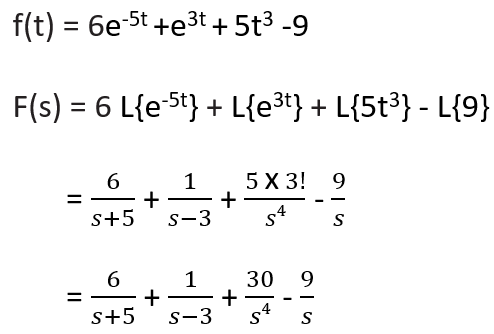 f(t) = 6e⁻⁵ᵗ +e³ᵗ + 5t³ -9
F(s) = 6 L{e⁻⁵ᵗ} + L{e³ᵗ} + L{5t³} - L{9}
= 6/(s+5) + 1/(s−3) + (5 X 3!)/s⁴ - 9/s
= 6/(s+5) + 1/(s−3) + 30/s⁴ - 9/s